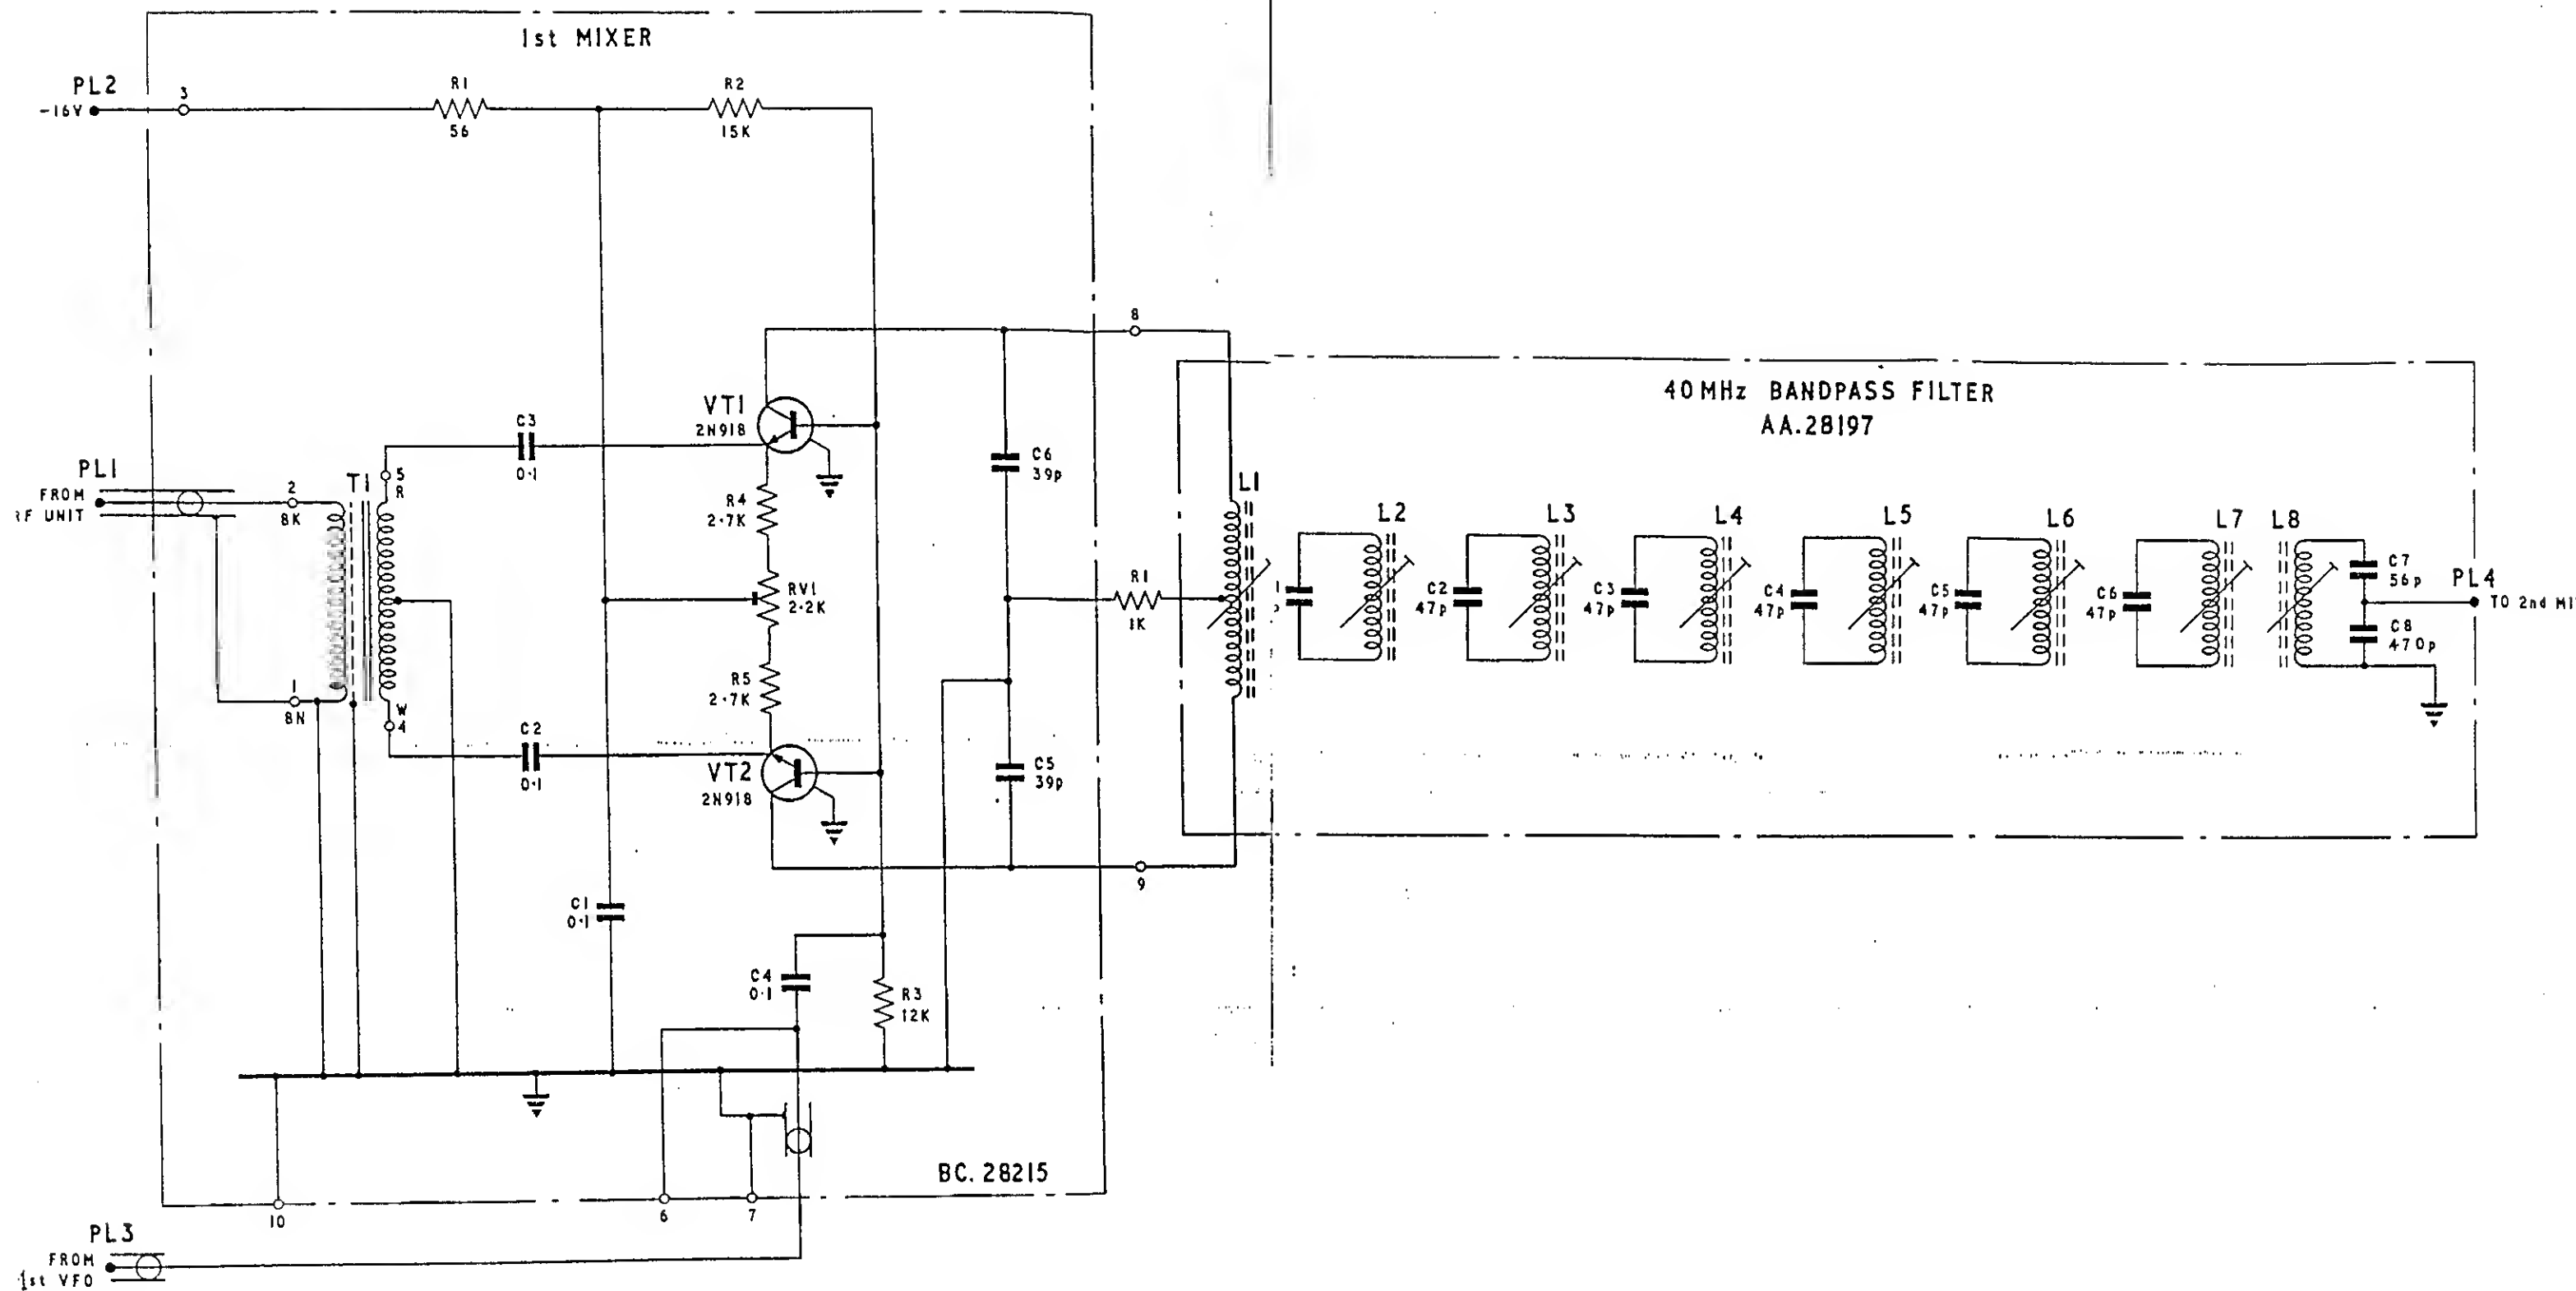 1st MIXER
PL2
-16V
3
R1
56
R2
15K
VT1
2N918
C3
0·1
PL1
FROM
UNIT
2
8K
T1
5
R
R4
2·7K
RV1
2·2K
R5
2·7K
1
8N
W
4
C2
0·1
VT2
2N918
C6
39p
C5
39p
8
9
R1
1K
L1
C1
0·1
C4
0·1
R3
12K
BC. 28215
10
6
7
PL3
FROM
1st VFO
40MHz BANDPASS FILTER
AA.28197
L2
C2
47p
L3
C3
47p
L4
C4
47p
L5
C5
47p
L6
C6
47p
L7
L8
C7
56p
C8
470p
PL4
TO 2nd